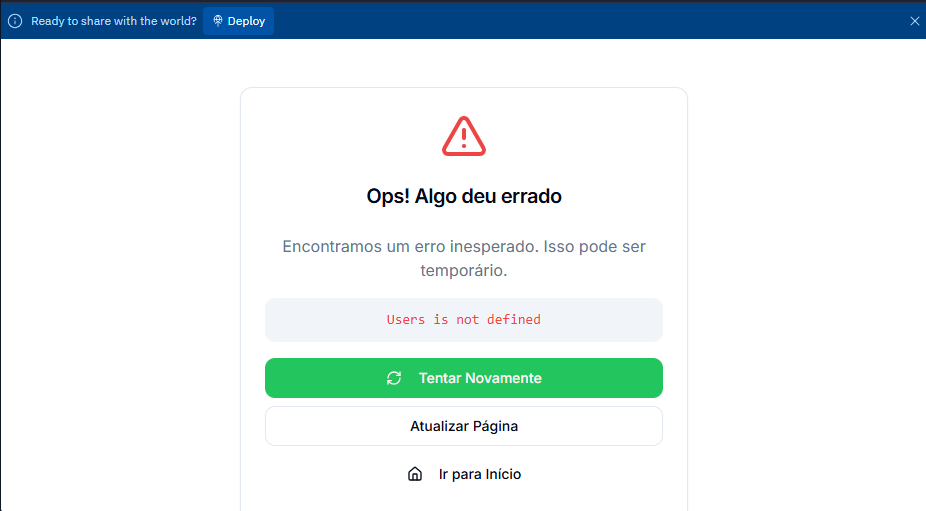 Ready to share with the world? Deploy
Ops! Algo deu errado
Encontramos um erro inesperado. Isso pode ser
temporário.
Users is not defined
Tentar Novamente
Atualizar Página
Ir para Início